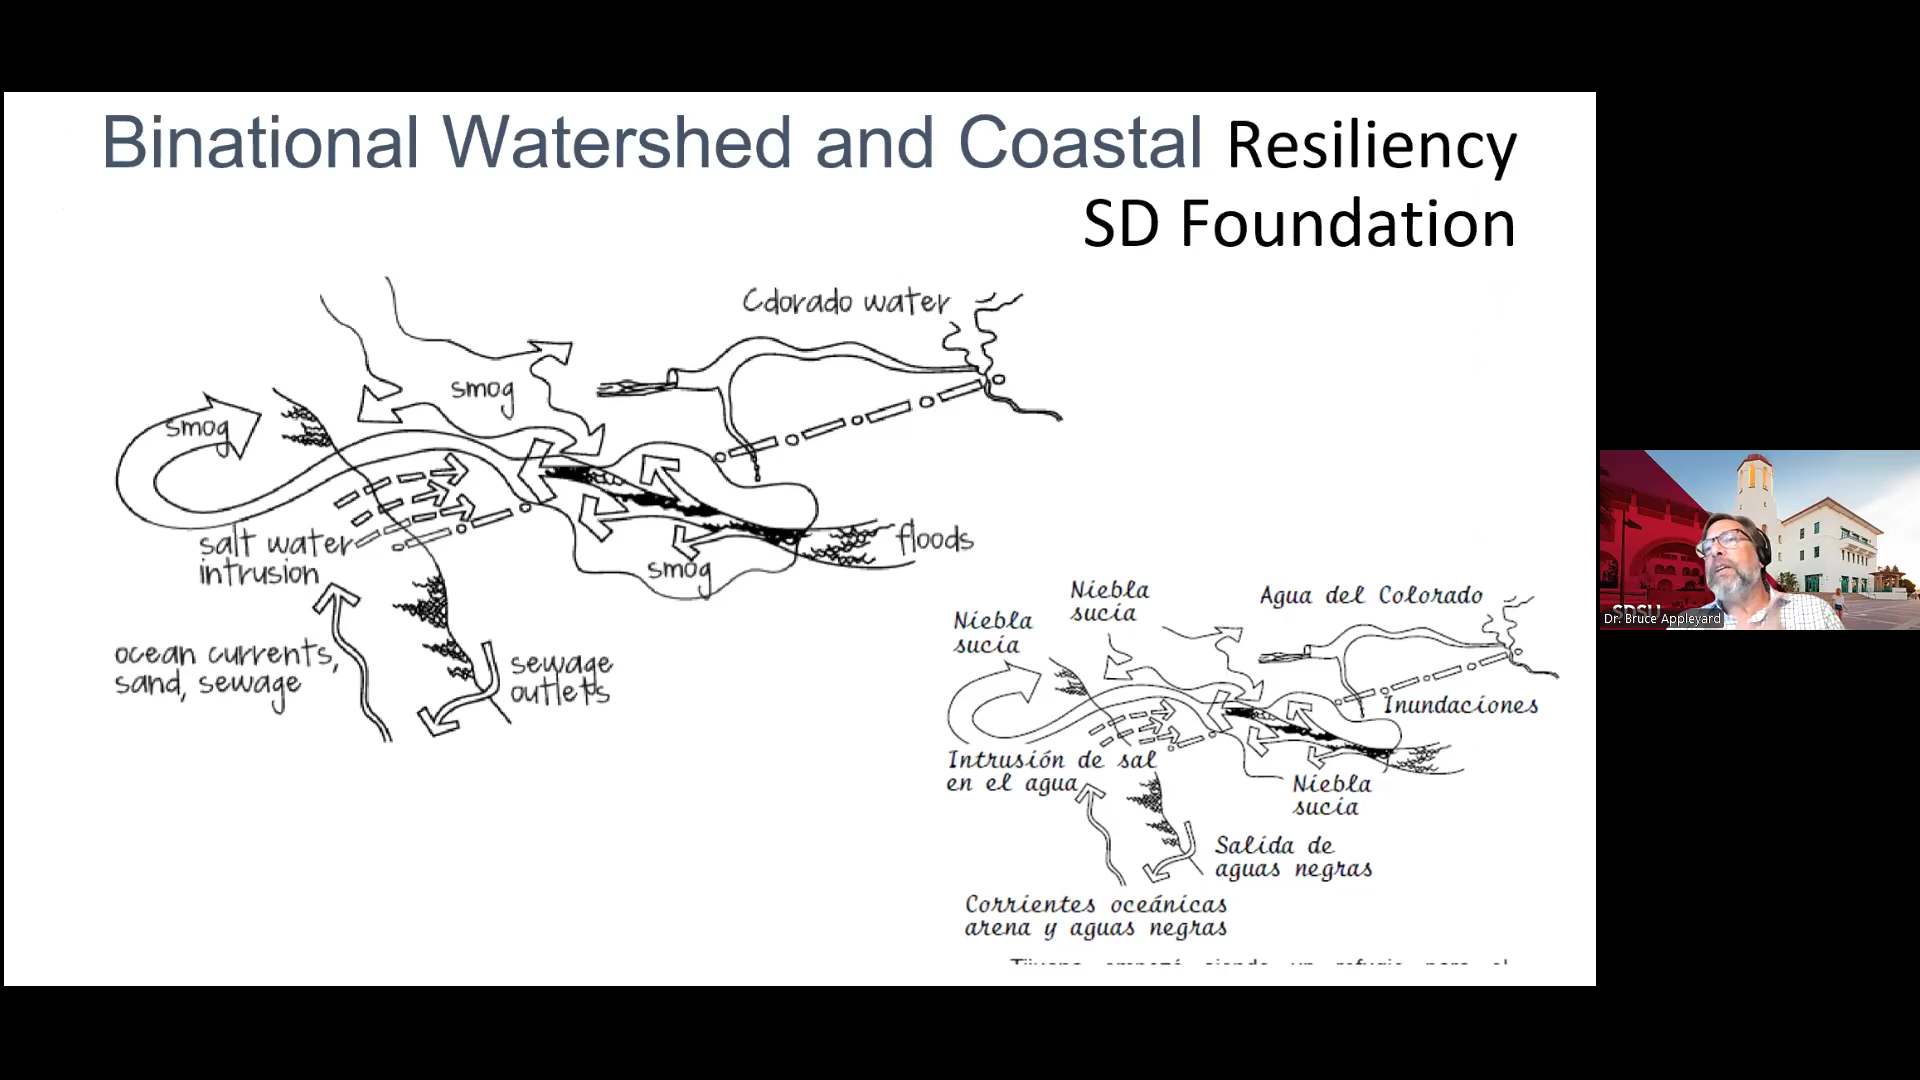 Binational Watershed and Coastal Resiliency
SD Foundation
Cdorado water
smog
smog
salt water
intrusion
floods
smog
ocean currents,
sand, sewage
sewage
outlets
Niebla
sucia
Niebla
sucia
Agua del Colorado
Inundaciones
Intrusión de sal
en el agua
Niebla
sucia
Salida de
aguas negras
Corrientes oceánicas
arena y aguas negras
SDSU
Dr. Bruce Appleyard